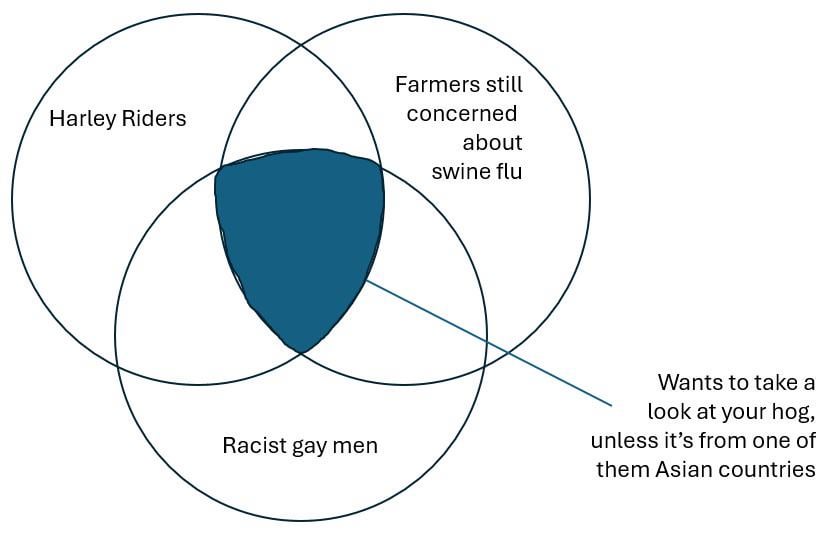 Harley Riders
Farmers still
concerned
about
swine flu
Racist gay men
Wants to take a
look at your hog,
unless it’s from one of
them Asian countries